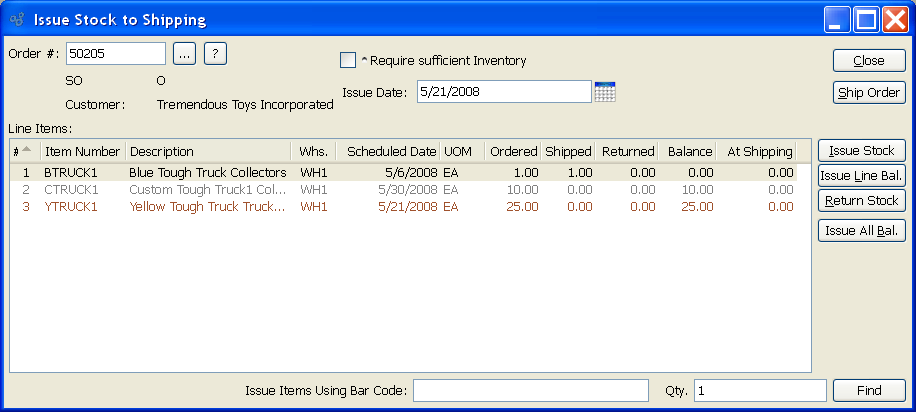 Issue Stock to Shipping
Order #: 50205 ... ?
^ Require sufficient Inventory
Close
SO O
Issue Date: 5/21/2008
Ship Order
Customer: Tremendous Toys Incorporated
Line Items:
# Item Number Description Whs. Scheduled Date UOM Ordered Shipped Returned Balance At Shipping
1 BTRUCK1 Blue Tough Truck Collectors WH1 5/6/2008 EA 1.00 1.00 0.00 0.00 0.00
2 CTRUCK1 Custom Tough Truck1 Col... WH1 5/30/2008 EA 10.00 0.00 0.00 10.00 0.00
3 YTRUCK1 Yellow Tough Truck Truck... WH1 5/21/2008 EA 25.00 0.00 0.00 25.00 0.00
Issue Stock
Issue Line Bal.
Return Stock
Issue All Bal.
Issue Items Using Bar Code: Qty. 1 Find